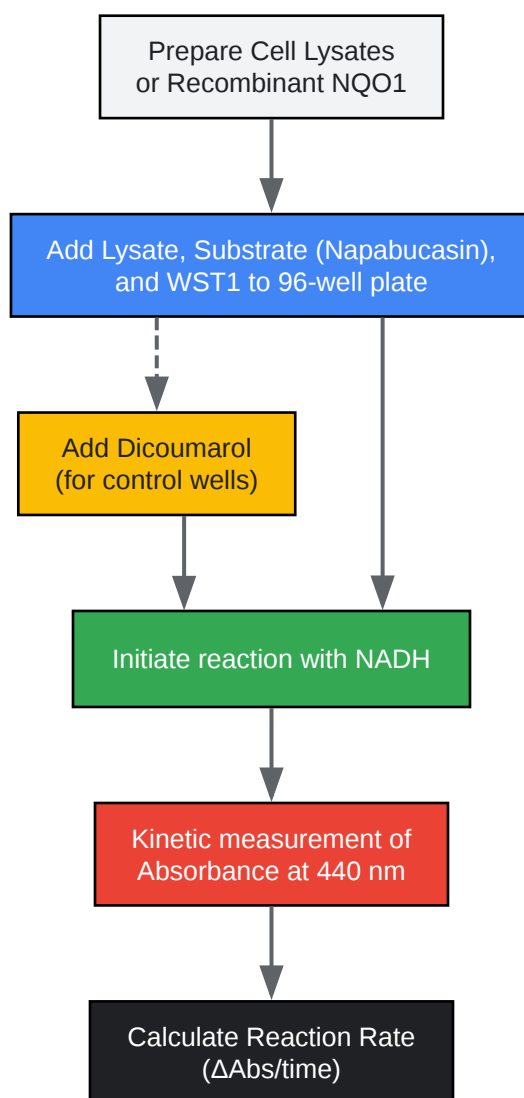 Prepare Cell Lysates
or Recombinant NQO1
Add Lysate, Substrate (Napabucasin),
and WST1 to 96-well plate
Add Dicoumarol
(for control wells)
Initiate reaction with NADH
Kinetic measurement of
Absorbance at 440 nm
Calculate Reaction Rate
(ΔAbs/time)